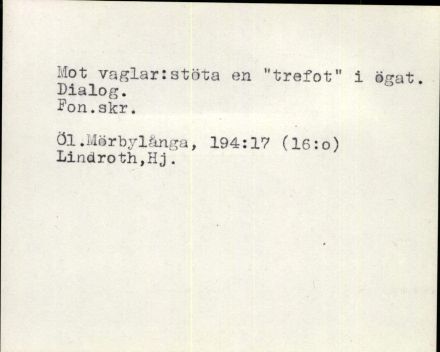 Mot vaglar:stöta en "trefot" i ögat.
Dialog.
Fon.skr.
Öl.Mörbylånga, 194:17 (16:o)
Lindroth,Hj.